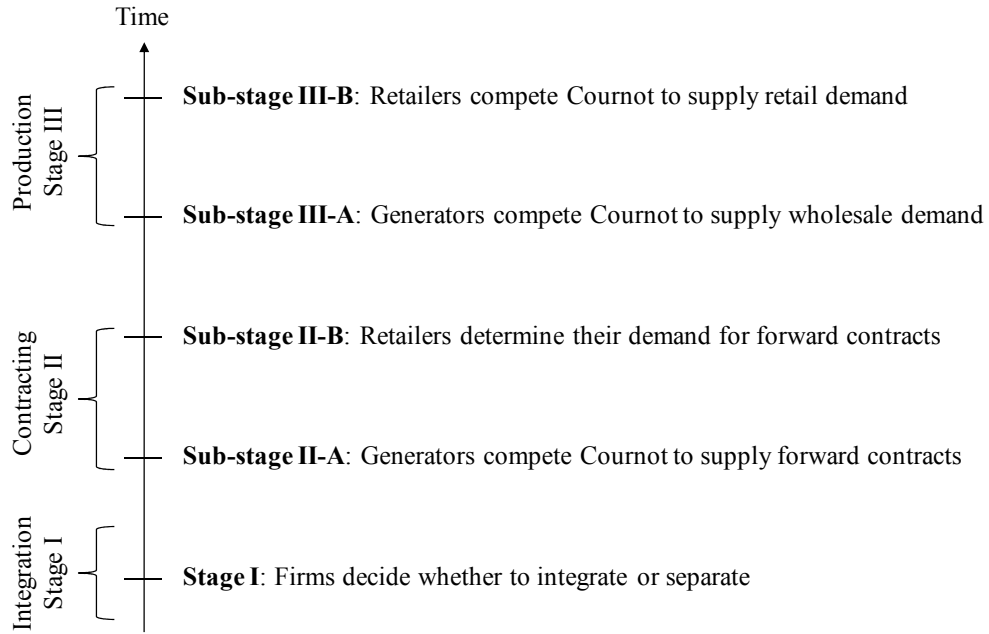 Time
Production
Stage III
Sub-stage III-B: Retailers compete Cournot to supply retail demand
Sub-stage III-A: Generators compete Cournot to supply wholesale demand
Contracting
Stage II
Sub-stage II-B: Retailers determine their demand for forward contracts
Sub-stage II-A: Generators compete Cournot to supply forward contracts
Integration
Stage I
Stage I: Firms decide whether to integrate or separate